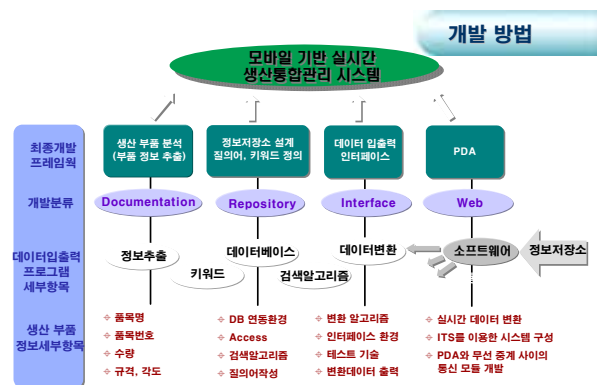 개발 방법
모바일 기반 실시간
생산통합관리 시스템
최종개발
프레임웍
생산 부품 분석
(부품 정보 추출)
정보저장소 설계
질의어, 키워드 정의
데이터 입출력
인터페이스
PDA
개발분류
Documentation
Repository
Interface
Web
데이터입출력
프로그램
세부항목
정보추출
키워드
데이터베이스
검색알고리즘
데이터변환
소프트웨어
정보저장소
생산 부품
정보세부항목
품목명
품목번호
수량
규격, 각도
DB 연동환경
Access
검색알고리즘
질의어작성
변환 알고리즘
인터페이스 환경
테스트 기술
변환데이터 출력
실시간 데이터 변환
ITS를 이용한 시스템 구성
PDA와 무선 중계 사이의
통신 모듈 개발